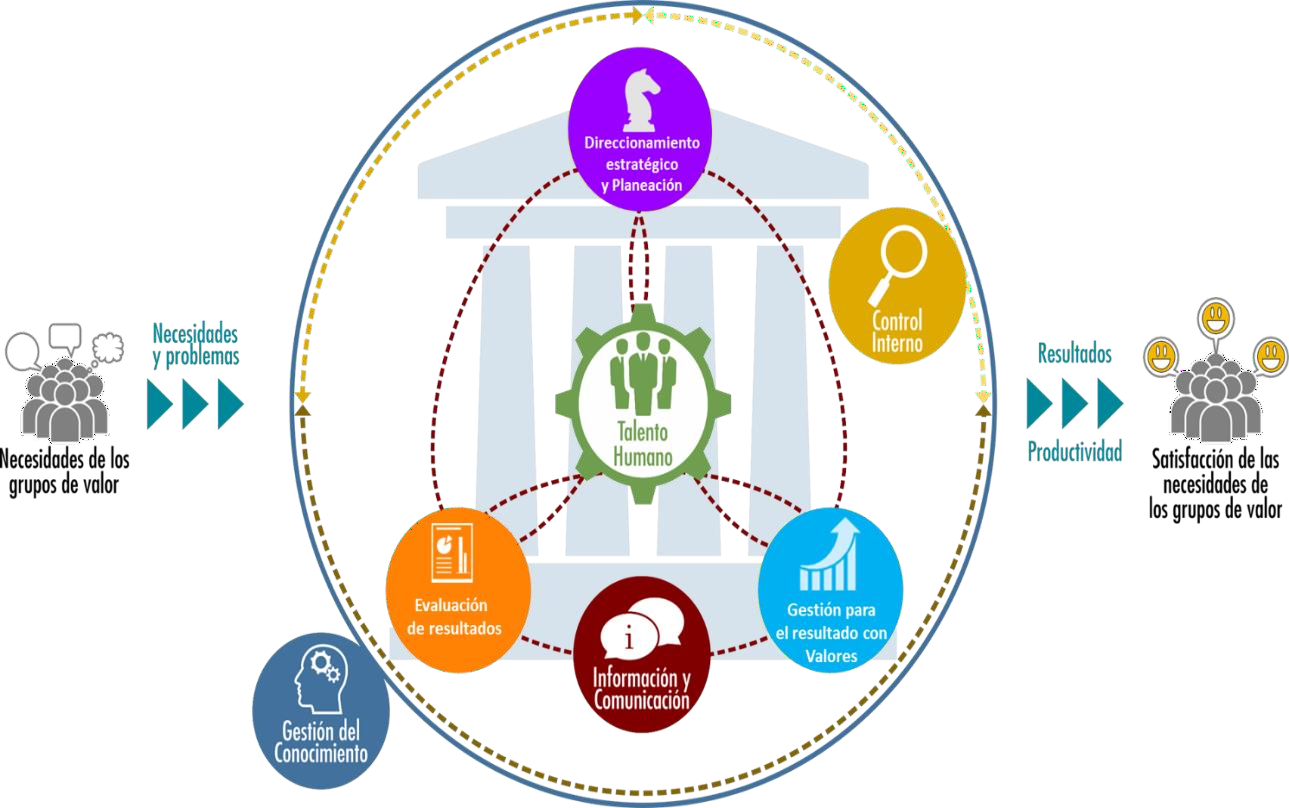 Direccionamiento
estratégico
y Planeación
Control
Interno
Necesidades
y problemas
Necesidades de los
grupos de valor
Talento
Humano
Resultados
Productividad
Satisfacción de las
necesidades de
los grupos de valor
Evaluación
de resultados
i
Información y
Comunicación
Gestión para
el resultado con
Valores
Gestión del
Conocimiento